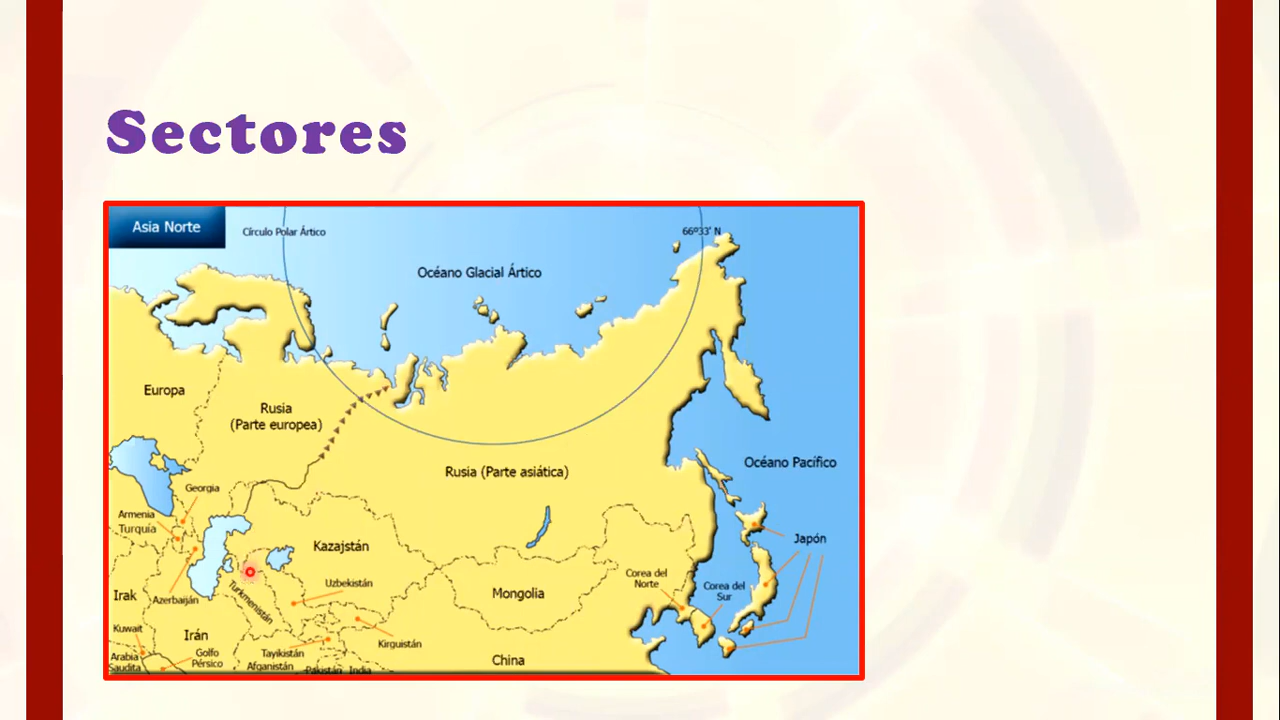 Sectores
Asia Norte
Círculo Polar Ártico
66º33' N
Océano Glacial Ártico
Europa
Rusia
(Parte europea)
Rusia (Parte asiática)
Océano Pacífico
Georgia
Armenia
Turquía
Kazajstán
Japón
Corea del
Norte
Corea del
Sur
Uzbekistán
Turkmenistán
Mongolia
Irak
Azerbaiján
Kuwait
Irán
Kirguistán
Golfo
Pérsico
Tayikistán
Arabia
Saudita
Afganistán
Pakistán
India
China